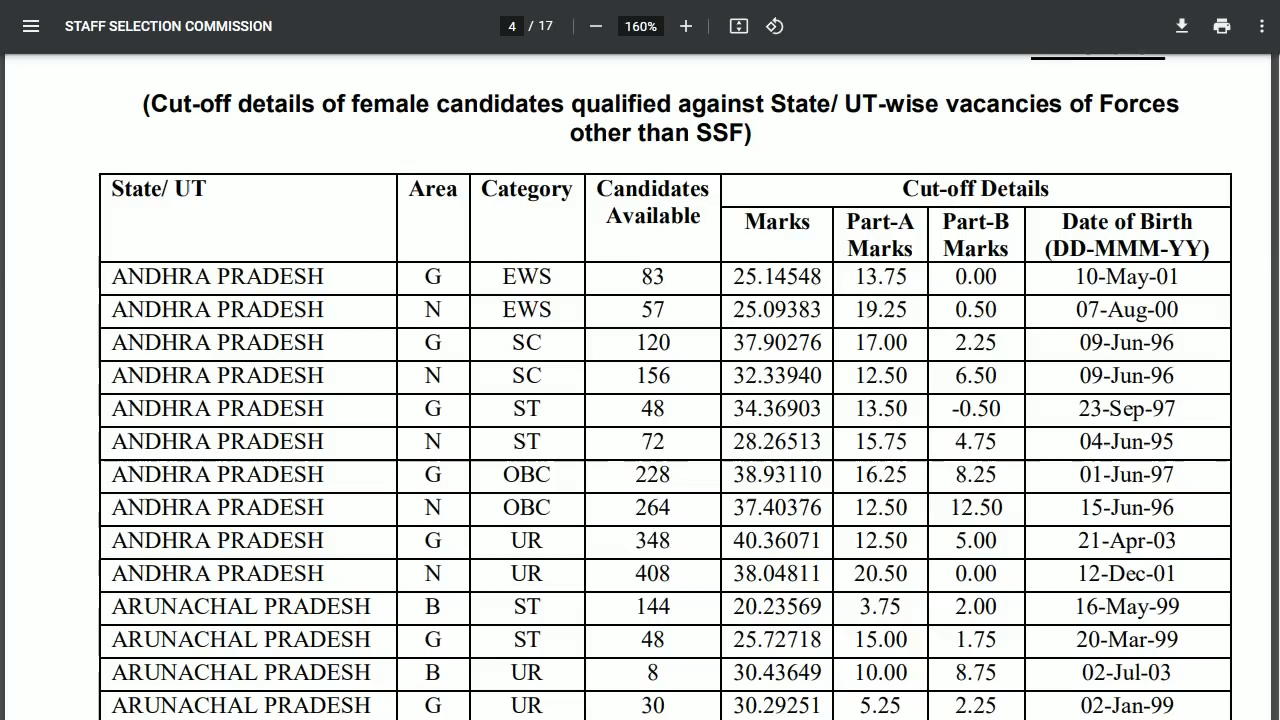 STAFF SELECTION COMMISSION 4 / 17 160%
(Cut-off details of female candidates qualified against State/ UT-wise vacancies of Forces
other than SSF)
State/ UT Area Category Candidates Available Cut-off Details
Marks Part-A Marks Part-B Marks Date of Birth (DD-MMM-YY)
ANDHRA PRADESH G EWS 83 25.14548 13.75 0.00 10-May-01
ANDHRA PRADESH N EWS 57 25.09383 19.25 0.50 07-Aug-00
ANDHRA PRADESH G SC 120 37.90276 17.00 2.25 09-Jun-96
ANDHRA PRADESH N SC 156 32.33940 12.50 6.50 09-Jun-96
ANDHRA PRADESH G ST 48 34.36903 13.50 -0.50 23-Sep-97
ANDHRA PRADESH N ST 72 28.26513 15.75 4.75 04-Jun-95
ANDHRA PRADESH G OBC 228 38.93110 16.25 8.25 01-Jun-97
ANDHRA PRADESH N OBC 264 37.40376 12.50 12.50 15-Jun-96
ANDHRA PRADESH G UR 348 40.36071 12.50 5.00 21-Apr-03
ANDHRA PRADESH N UR 408 38.04811 20.50 0.00 12-Dec-01
ARUNACHAL PRADESH B ST 144 20.23569 3.75 2.00 16-May-99
ARUNACHAL PRADESH G ST 48 25.72718 15.00 1.75 20-Mar-99
ARUNACHAL PRADESH B UR 8 30.43649 10.00 8.75 02-Jul-03
ARUNACHAL PRADESH G UR 30 30.29251 5.25 2.25 02-Jan-99